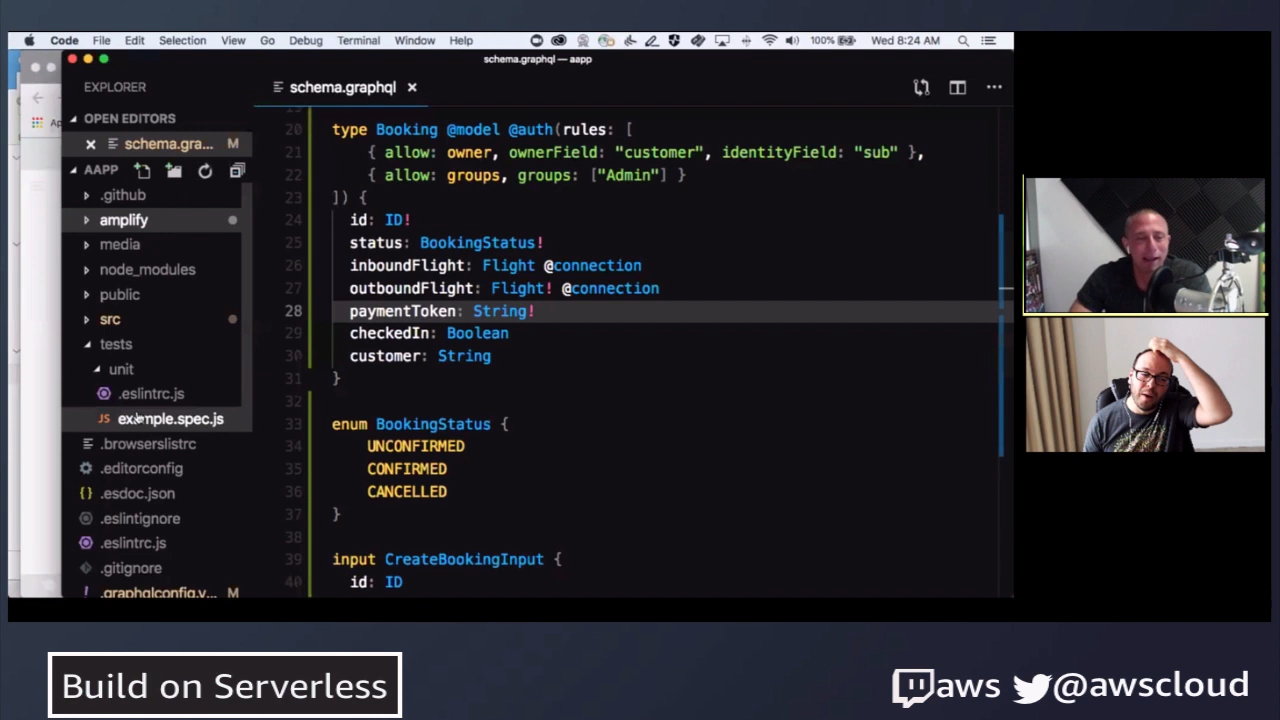 Code File Edit Selection View Go Debug Terminal Window Help 100% Wed 8:24 AM
schema.graphql — aapp
EXPLORER
schema.graphql
OPEN EDITORS
schema.gra... M
AAPP
.github
amplify
media
node_modules
public
src
tests
unit
.eslintrc.js
JS example.spec.js
.browserslistrc
.editorconfig
{ } .esdoc.json
.eslintignore
.eslintrc.js
.gitignore
! .graphqlconfig.y... M
20 type Booking @model @auth(rules: [
21 { allow: owner, ownerField: "customer", identityField: "sub" },
22 { allow: groups, groups: ["Admin"] }
23 ]) {
24 id: ID!
25 status: BookingStatus!
26 inboundFlight: Flight @connection
27 outboundFlight: Flight! @connection
28 paymentToken: String!
29 checkedIn: Boolean
30 customer: String
31 }
32
33 enum BookingStatus {
34 UNCONFIRMED
35 CONFIRMED
36 CANCELLED
37 }
38
39 input CreateBookingInput {
40 id: ID
Build on Serverless
aws @awscloud